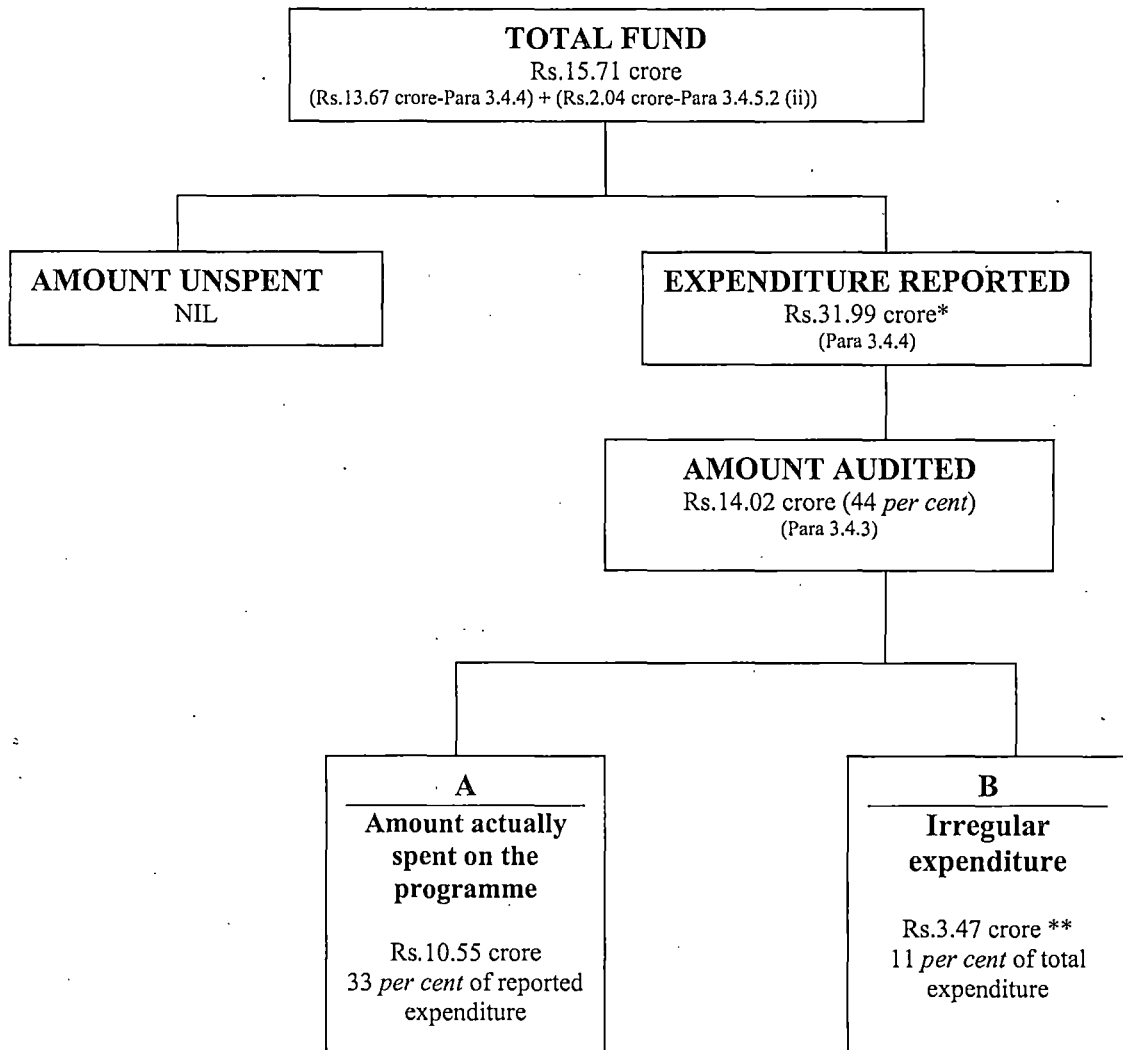 TOTAL FUND
Rs.15.71 crore
(Rs.13.67 crore-Para 3.4.4) + (Rs.2.04 crore-Para 3.4.5.2 (ii))
AMOUNT UNSPENT
NIL
EXPENDITURE REPORTED
Rs.31.99 crore*
(Para 3.4.4)
AMOUNT AUDITED
Rs.14.02 crore (44 per cent)
(Para 3.4.3)
A
Amount actually
spent on the
programme
Rs.10.55 crore
33 per cent of reported
expenditure
B
Irregular
expenditure
Rs.3.47 crore **
11 per cent of total
expenditure